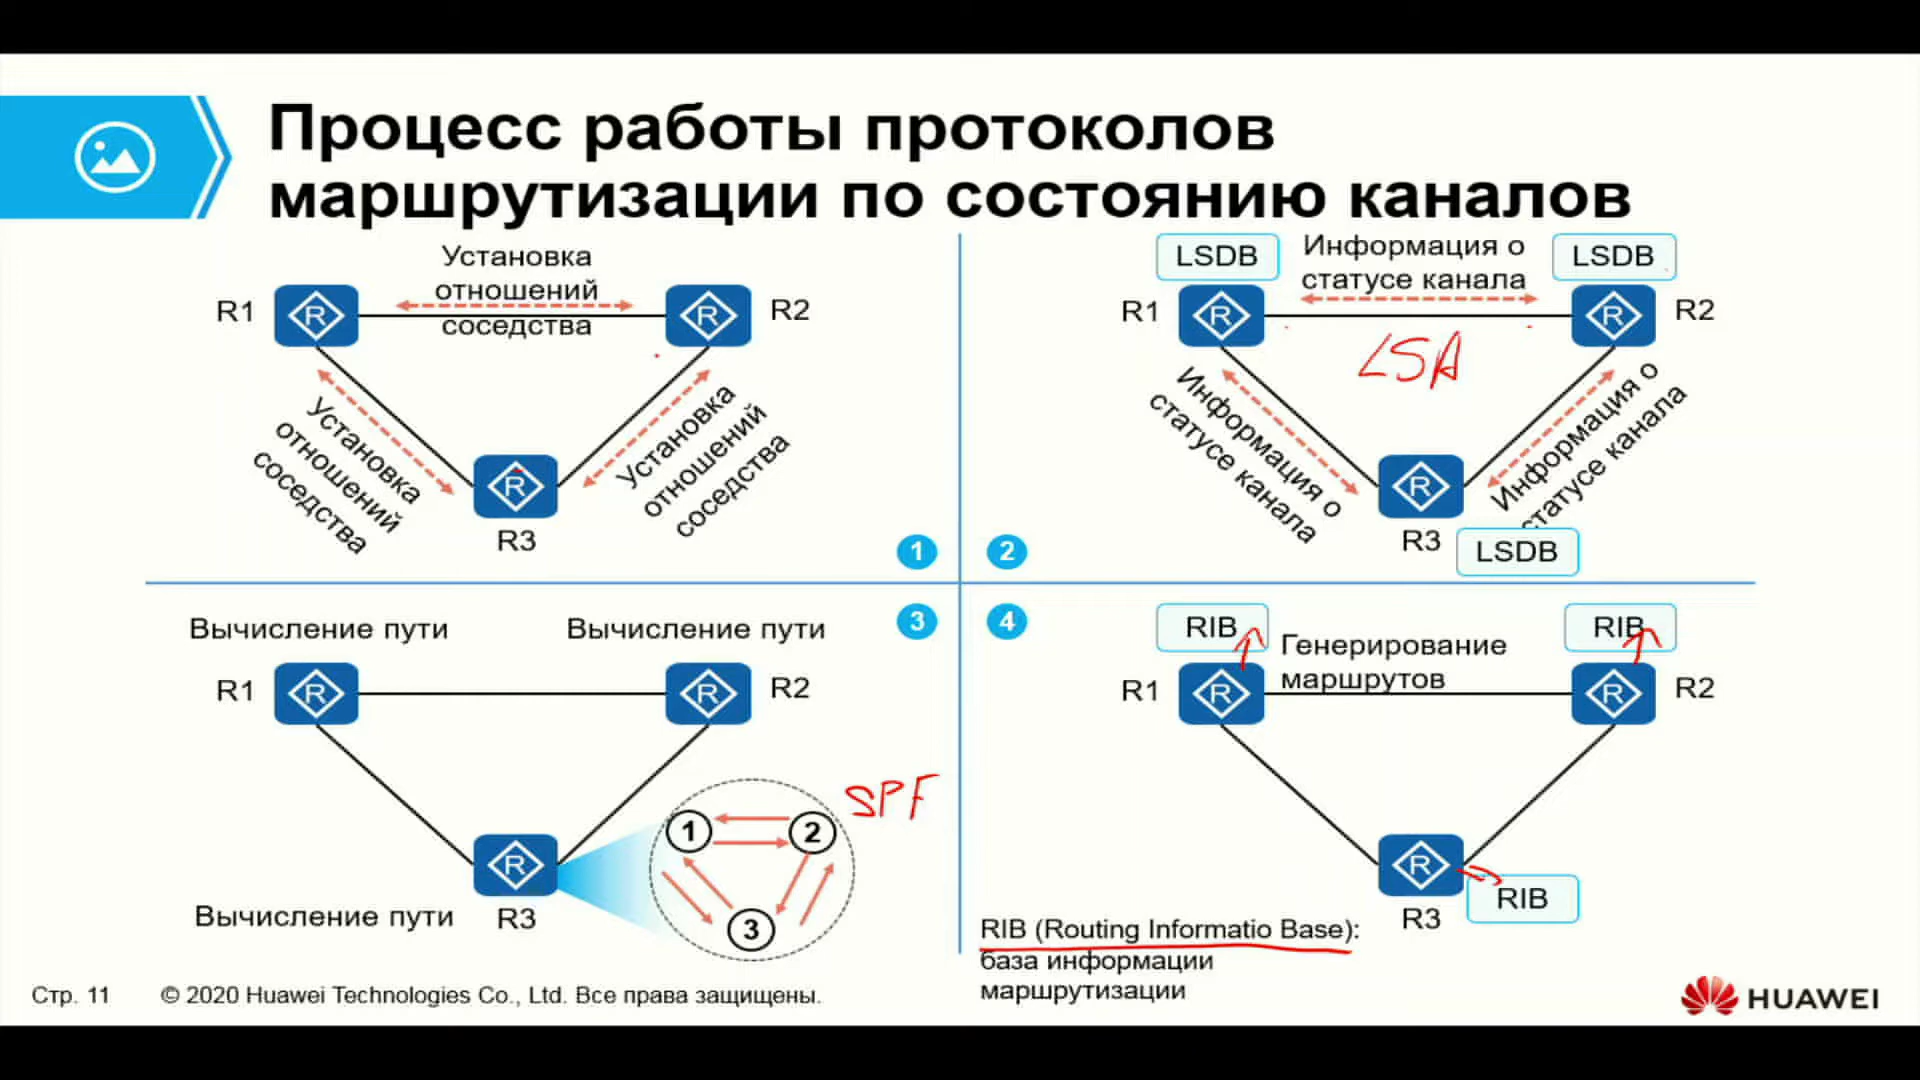 Процесс работы протоколов
маршрутизации по состоянию каналов
Установка
отношений
соседства
R1
R
R
R2
Установка
отношений
соседства
Установка
отношений
соседства
R
R3
1
LSDB
Информация о
статусе канала
LSDB
R1
R
R
R2
LSA
Информация о
статусе канала
Информация о
статусе канала
R
R3
LSDB
2
Вычисление пути
Вычисление пути
3
R1
R
R
R2
SPF
1
2
3
R
Вычисление пути
R3
4
RIB
Генерирование
маршрутов
RIB
R1
R
R
R2
R
RIB
R3
RIB (Routing Informatio Base):
база информации
маршрутизации
Стр. 11
© 2020 Huawei Technologies Co., Ltd. Все права защищены.
HUAWEI